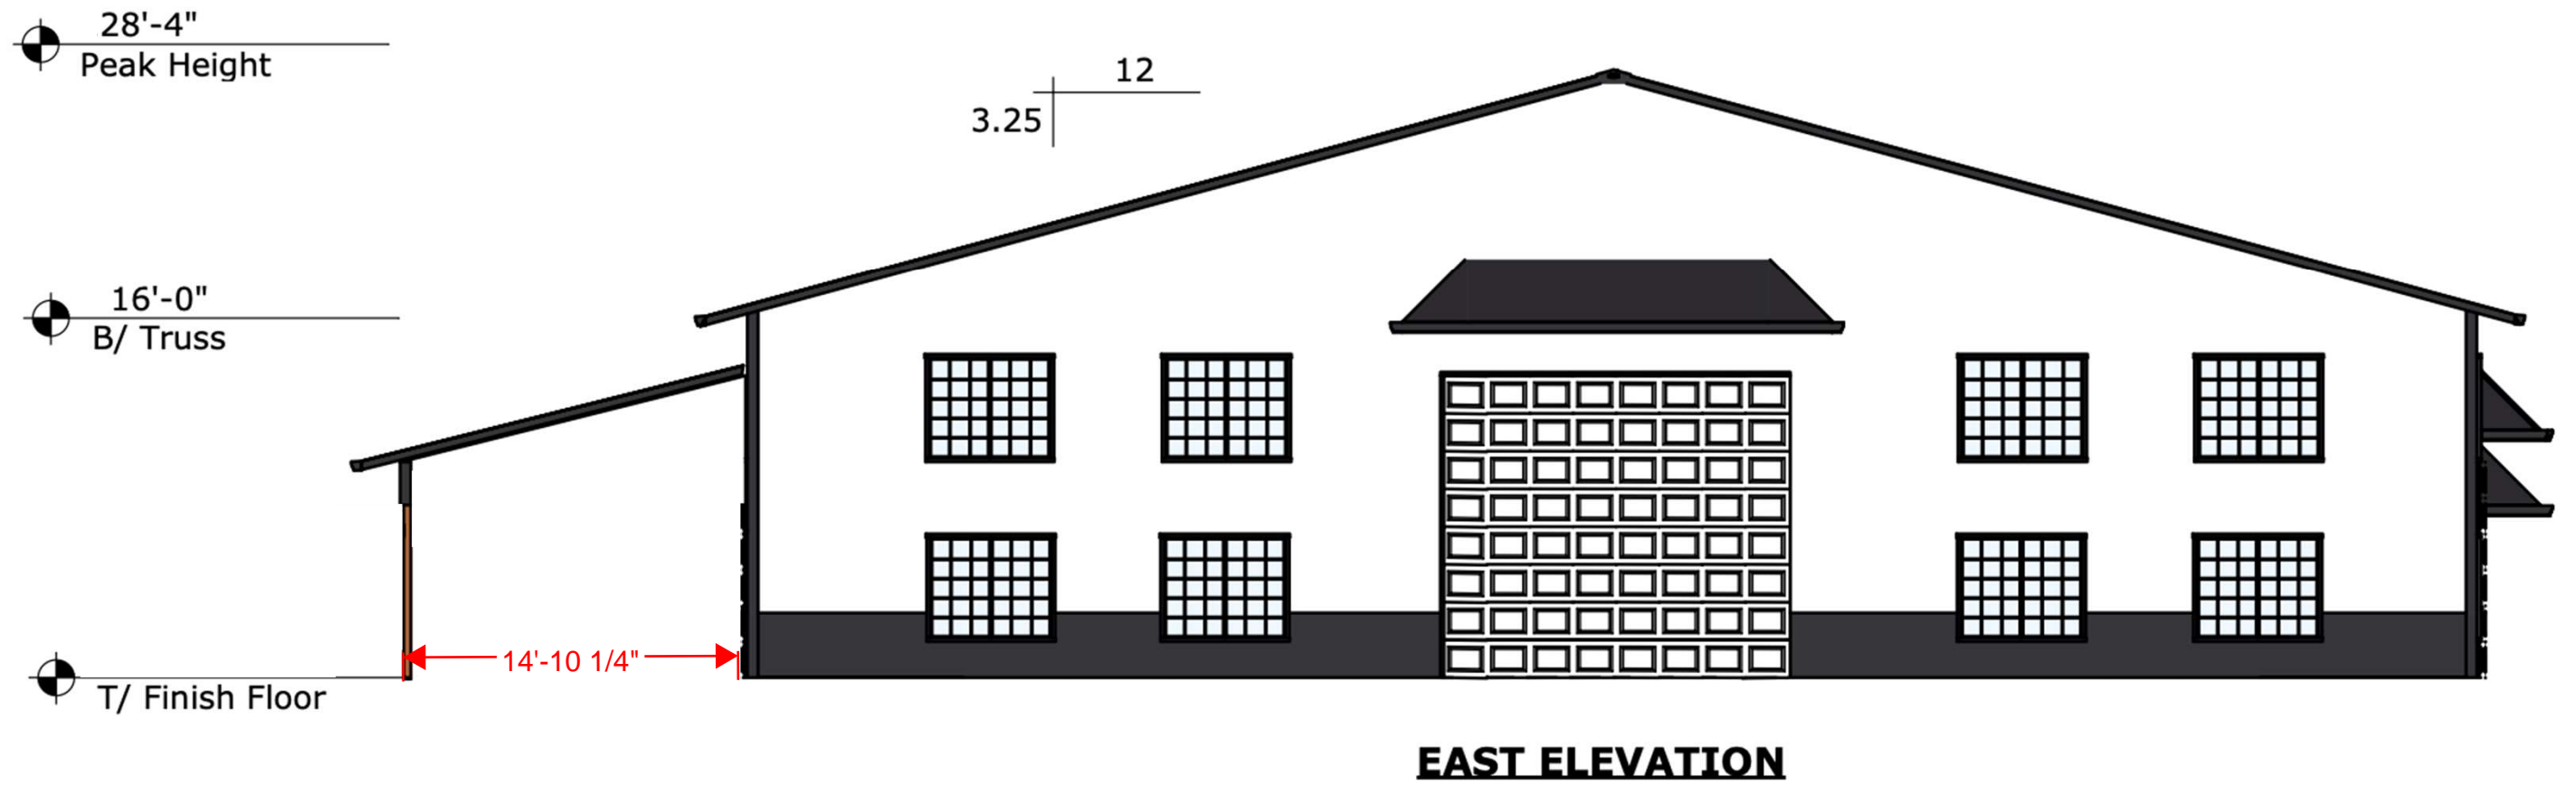 28'-4"
Peak Height
12
3.25
16'-0"
B/ Truss
14'-10 1/4"
T/ Finish Floor
EAST ELEVATION